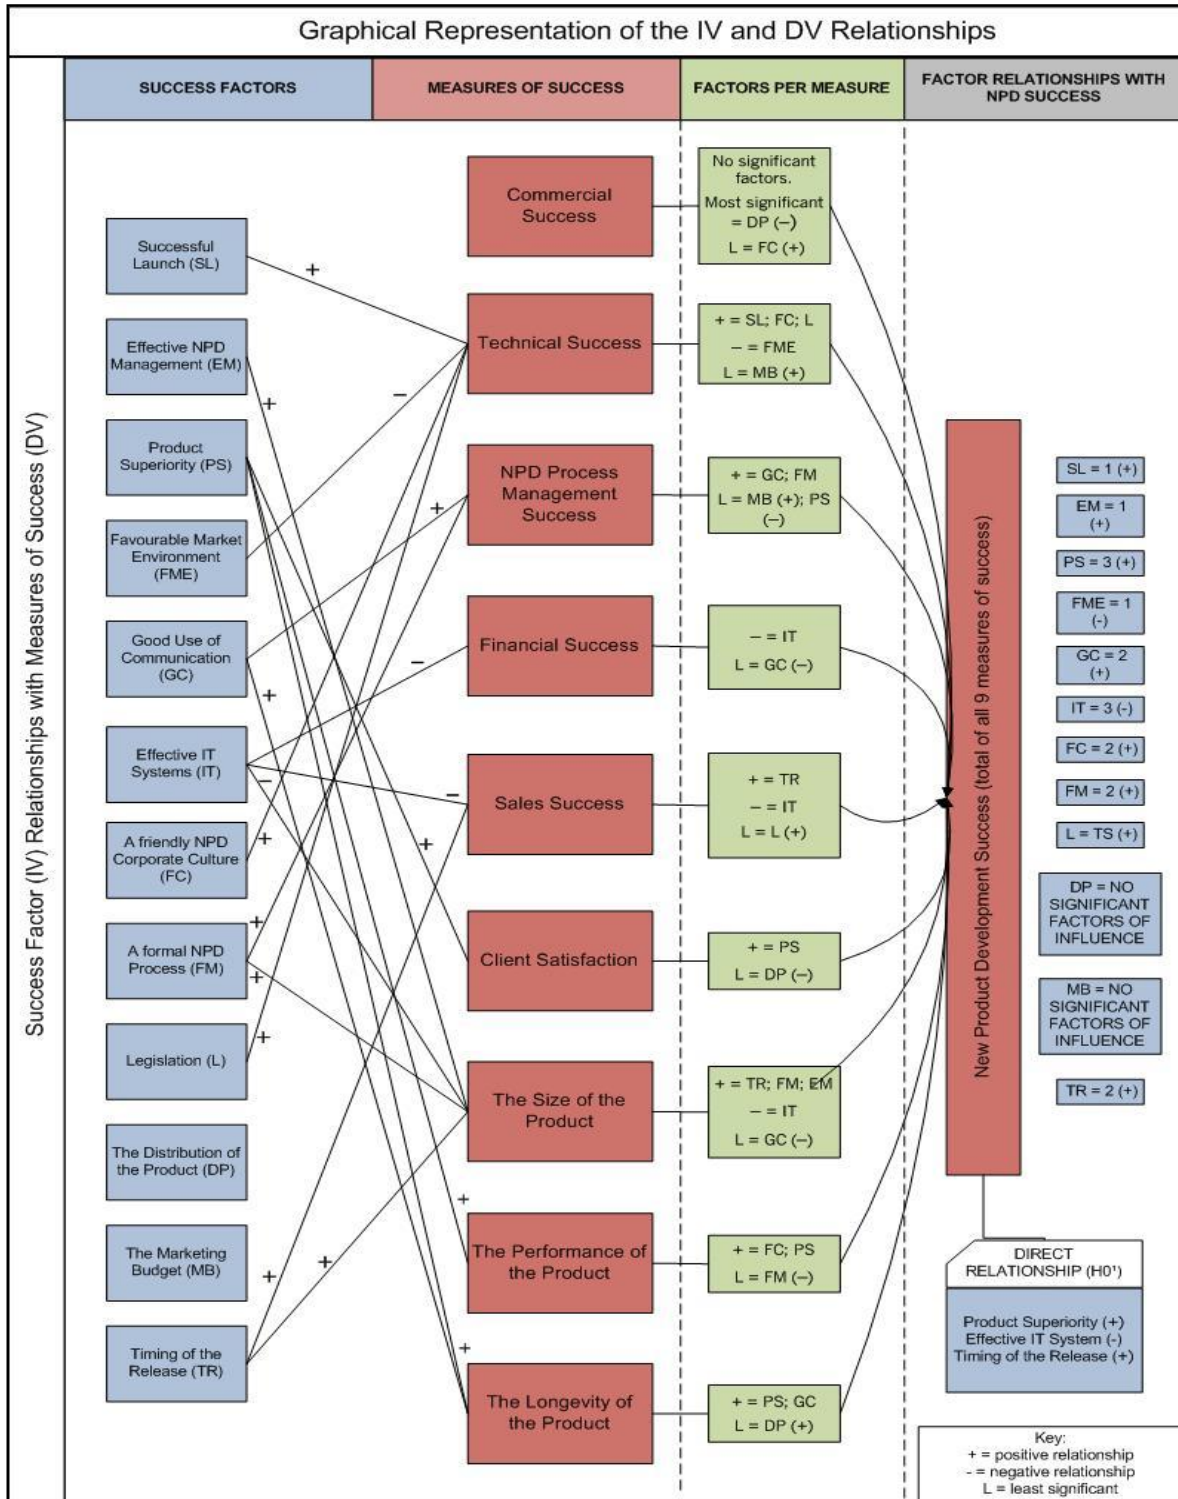 Graphical Representation of the IV and DV Relationships
Success Factor (IV) Relationships with Measures of Success (DV)
SUCCESS FACTORS
MEASURES OF SUCCESS
FACTORS PER MEASURE
FACTOR RELATIONSHIPS WITH
NPD SUCCESS
Successful
Launch (SL)
Effective NPD
Management (EM)
Product
Superiority (PS)
Favourable Market
Environment
(FME)
Good Use of
Communication
(GC)
Effective IT
Systems (IT)
A friendly NPD
Corporate Culture
(FC)
A formal NPD
Process (FM)
Legislation (L)
The Distribution of
the Product (DP)
The Marketing
Budget (MB)
Timing of the
Release (TR)
+
−
+
+
−
+
−
−
+
+
+
+
+
+
+
+
+
Commercial
Success
Technical Success
NPD Process
Management
Success
Financial Success
Sales Success
Client Satisfaction
The Size of the
Product
The Performance of
the Product
The Longevity of
the Product
No significant
factors.
Most significant
= DP (−)
L = FC (+)
+ = SL; FC; L
− = FME
L = MB (+)
+ = GC; FM
L = MB (+); PS
(−)
− = IT
L = GC (−)
+ = TR
− = IT
L = L (+)
+ = PS
L = DP (−)
+ = TR; FM; EM
− = IT
L = GC (−)
+ = FC; PS
L = FM (−)
+ = PS; GC
L = DP (+)
New Product Development Success (total of all 9 measures of success)
SL = 1 (+)
EM = 1
(+)
PS = 3 (+)
FME = 1
(-)
GC = 2
(+)
IT = 3 (-)
FC = 2 (+)
FM = 2 (+)
L = TS (+)
DP = NO
SIGNIFICANT
FACTORS OF
INFLUENCE
MB = NO
SIGNIFICANT
FACTORS OF
INFLUENCE
TR = 2 (+)
DIRECT
RELATIONSHIP (H0¹)
Product Superiority (+)
Effective IT System (-)
Timing of the Release (+)
Key:
+ = positive relationship
- = negative relationship
L = least significant